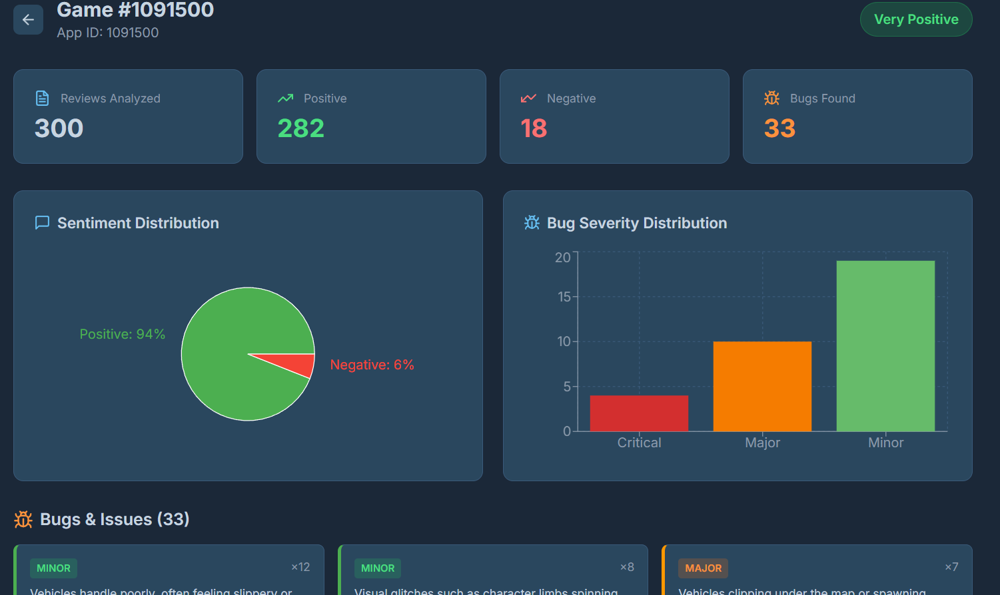 Game #1091500
App ID: 1091500
Very Positive
Reviews Analyzed
300
Positive
282
Negative
18
Bugs Found
33
Sentiment Distribution
Positive: 94%
Negative: 6%
Bug Severity Distribution
20
15
10
5
0
Critical
Major
Minor
Bugs & Issues (33)
MINOR
×12
Vehicles handle poorly, often feeling slippery or
MINOR
×8
Visual glitches such as character limbs spinning
MAJOR
×7
Vehicles clipping under the map or spawning